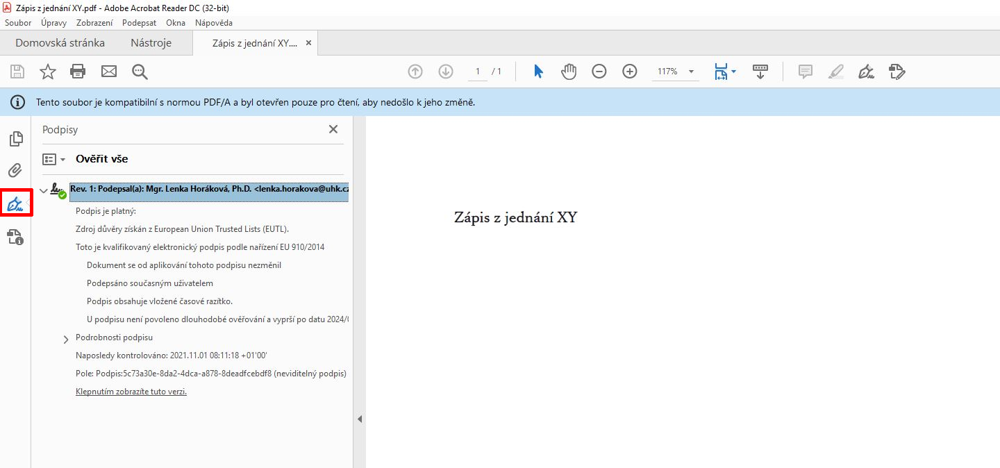 Zápis z jednání XY.pdf - Adobe Acrobat Reader DC (32-bit)
Soubor Úpravy Zobrazení Podepsat Okna Nápověda
Domovská stránka Nástroje Zápis z jednání XY.... ×
1 / 1 117%
Tento soubor je kompatibilní s normou PDF/A a byl otevřen pouze pro čtení, aby nedošlo k jeho změně.
Podpisy
Ověřit vše
Rev. 1: Podepsal(a): Mgr. Lenka Horáková, Ph.D. <lenka.horakova@uhk.cz
Podpis je platný:
Zdroj důvěry získán z European Union Trusted Lists (EUTL).
Toto je kvalifikovaný elektronický podpis podle nařízení EU 910/2014
Dokument se od aplikování tohoto podpisu nezměnil
Podepsáno současným uživatelem
Podpis obsahuje vložené časové razítko.
U podpisu není povoleno dlouhodobé ověřování a vyprší po datu 2024/
Podrobnosti podpisu
Naposledy kontrolováno: 2021.11.01 08:11:18 +01'00'
Pole: Podpis:5c73a30e-8da2-4dca-a878-8deadfcebdf8 (neviditelný podpis)
Klepnutím zobrazíte tuto verzi.
Zápis z jednání XY